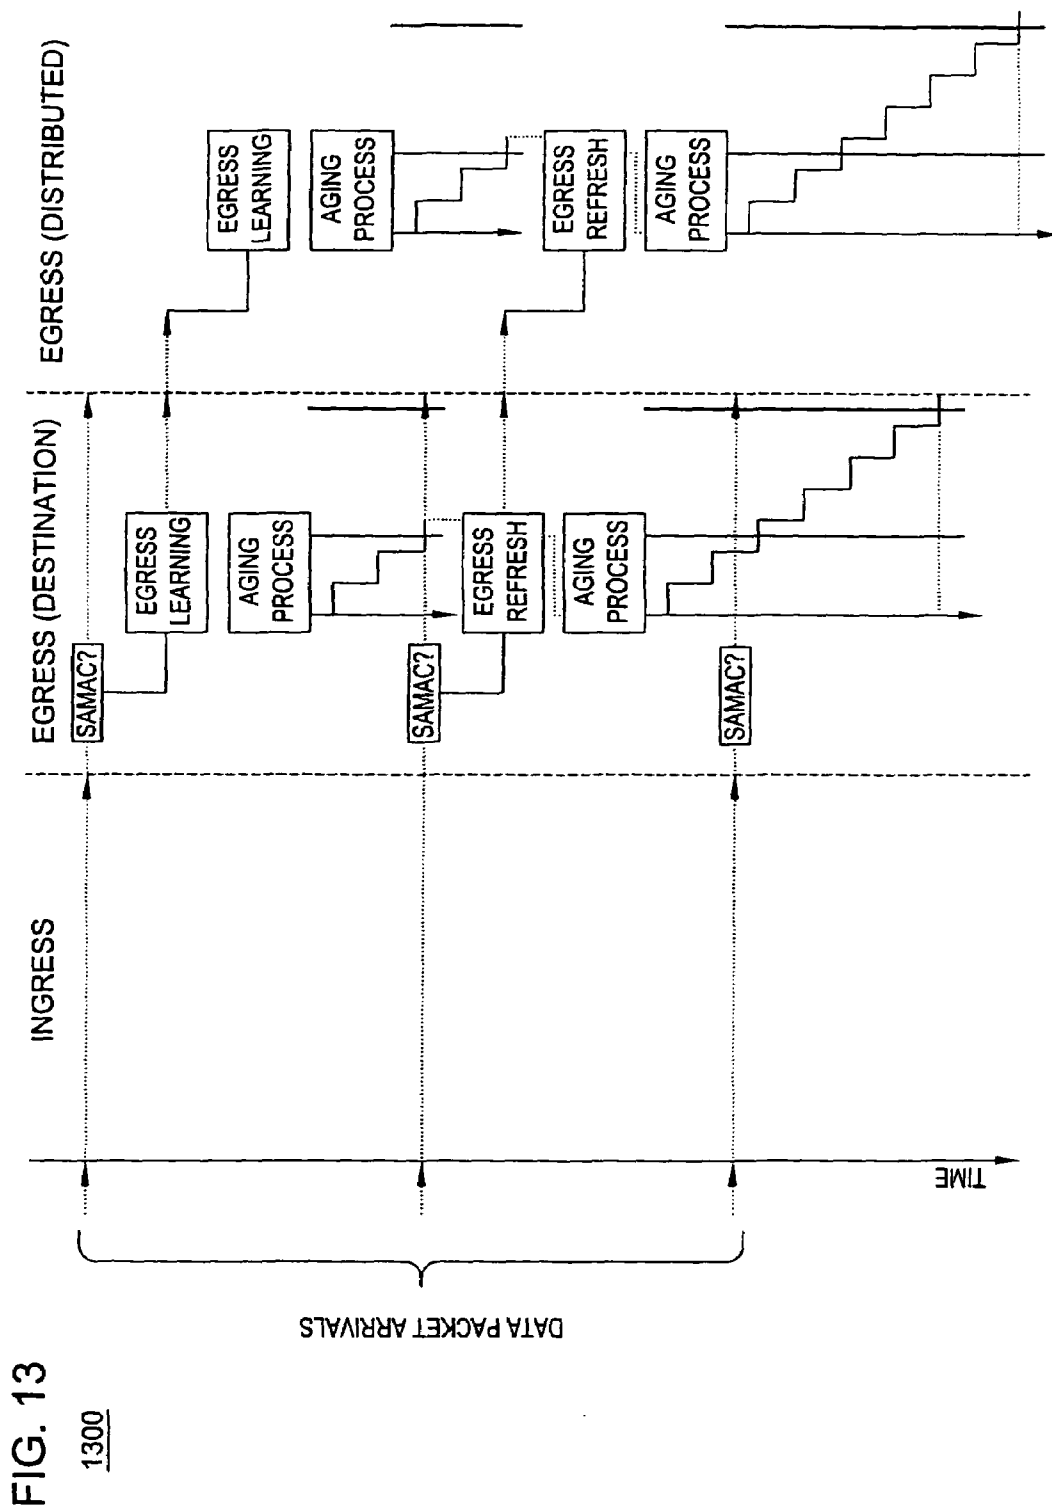 FIG. 13
1300
INGRESS
EGRESS (DESTINATION)
EGRESS (DISTRIBUTED)
DATA PACKET ARRIVALS
TIME
SAMAC?
EGRESS
LEARNING
EGRESS
LEARNING
AGING
PROCESS
AGING
PROCESS
SAMAC?
EGRESS
REFRESH
EGRESS
REFRESH
AGING
PROCESS
AGING
PROCESS
SAMAC?